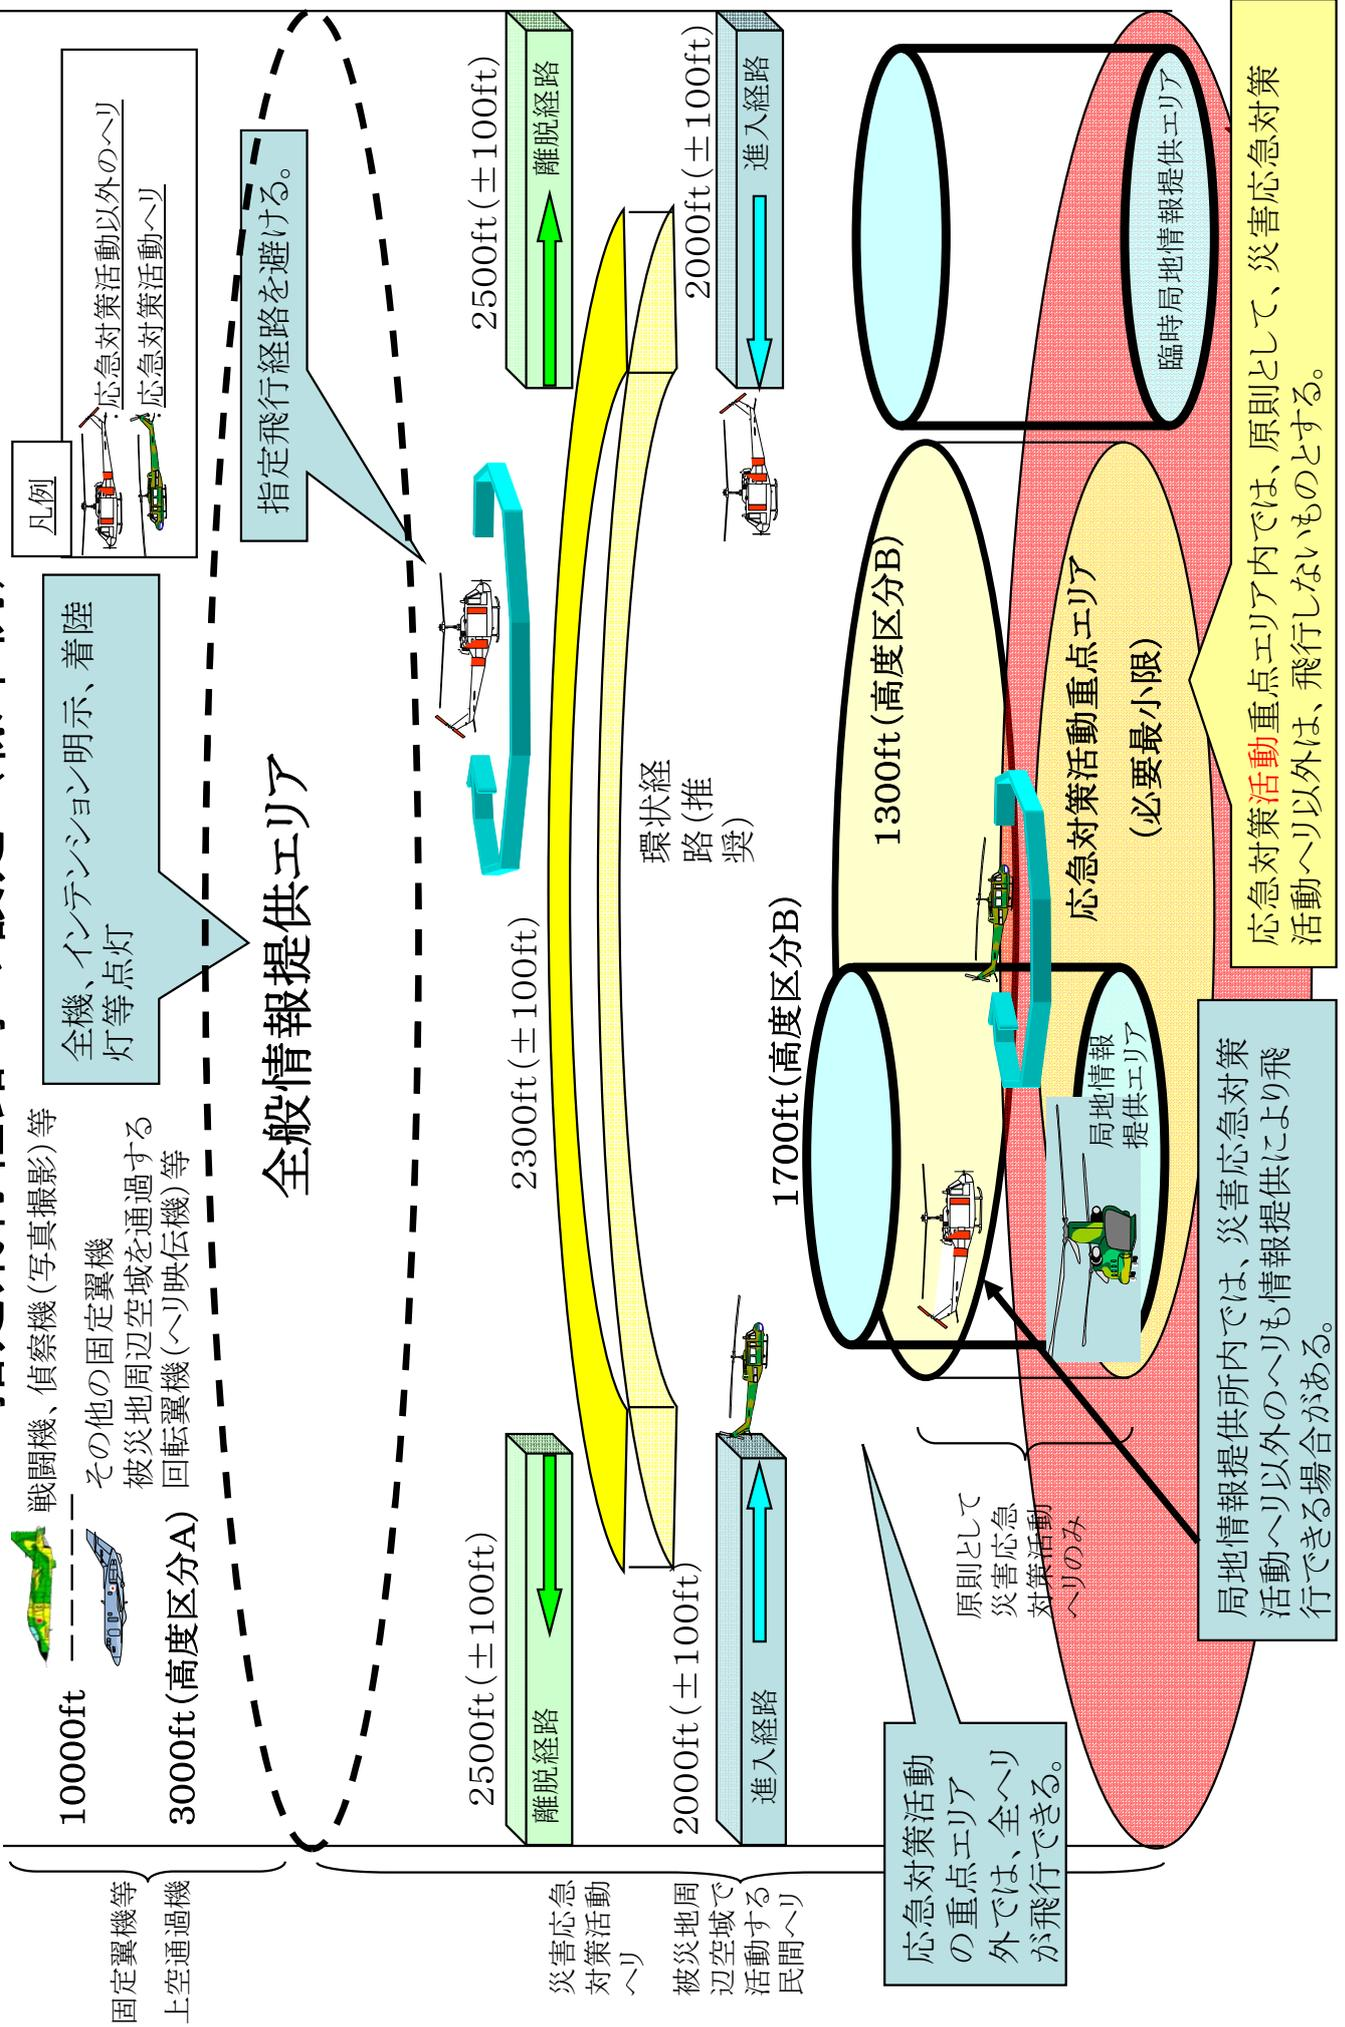 凡例
応急対策活動以外のヘリ
応急対策活動ヘリ
全機、インテンション明示、着陸
灯等点灯
戦闘機、偵察機(写真撮影)等
10000ft
その他の固定翼機
被災地周辺空域を通過する
回転翼機(ヘリ映伝機)等
3000ft(高度区分A)
固定翼機等
上空通過機
指定飛行経路を避ける。
全般情報提供エリア
2500ft(±100ft)
離脱経路
2300ft(±100ft)
2500ft(±100ft)
離脱経路
災害応急
対策活動
ヘリ
環状経
路(推
奨)
2000ft(±100ft)
進入経路
2000ft(±100ft)
進入経路
被災地周
辺空域で
活動する
民間ヘリ
1700ft(高度区分B)
1300ft(高度区分B)
応急対策活動
の重点エリア
外では、全ヘリ
が飛行できる。
原則として
災害応急
対策活動
ヘリのみ
局地情報
提供エリア
応急対策活動重点エリア
(必要最小限)
臨時局地情報提供エリア
局地情報提供所内では、災害応急対策
活動ヘリ以外のヘリも情報提供により飛
行できる場合がある。
応急対策活動重点エリア内では、原則として、災害応急対策
活動ヘリ以外は、飛行しないものとする。